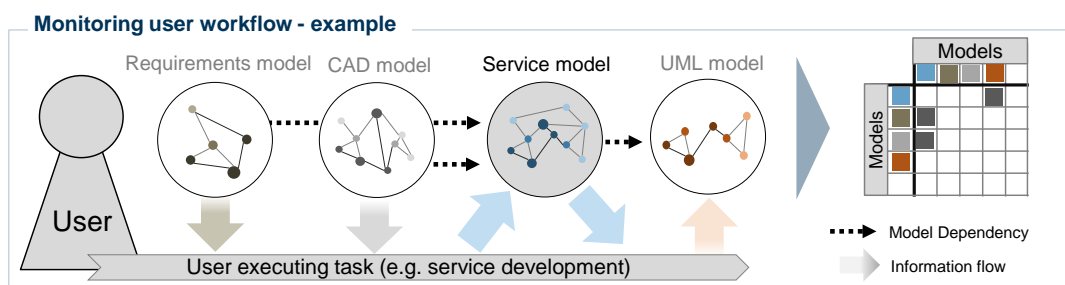 Monitoring user workflow - example
Requirements model
CAD model
Service model
UML model
User
User executing task (e.g. service development)
Models
Models
Model Dependency
Information flow